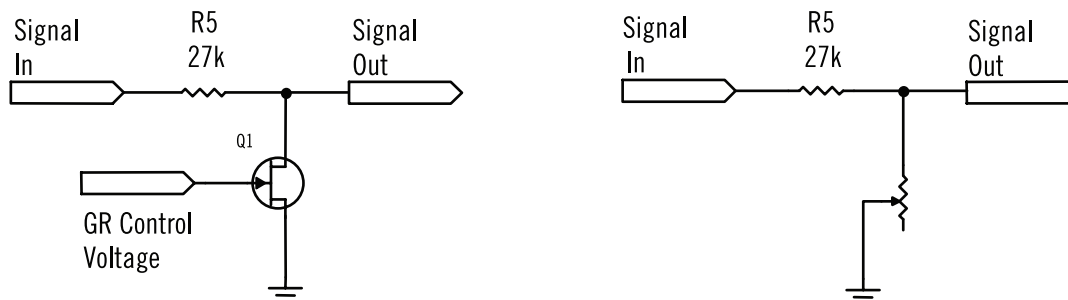 Signal
In
R5
27k
Signal
Out
Q1
GR Control
Voltage
Signal
In
R5
27k
Signal
Out